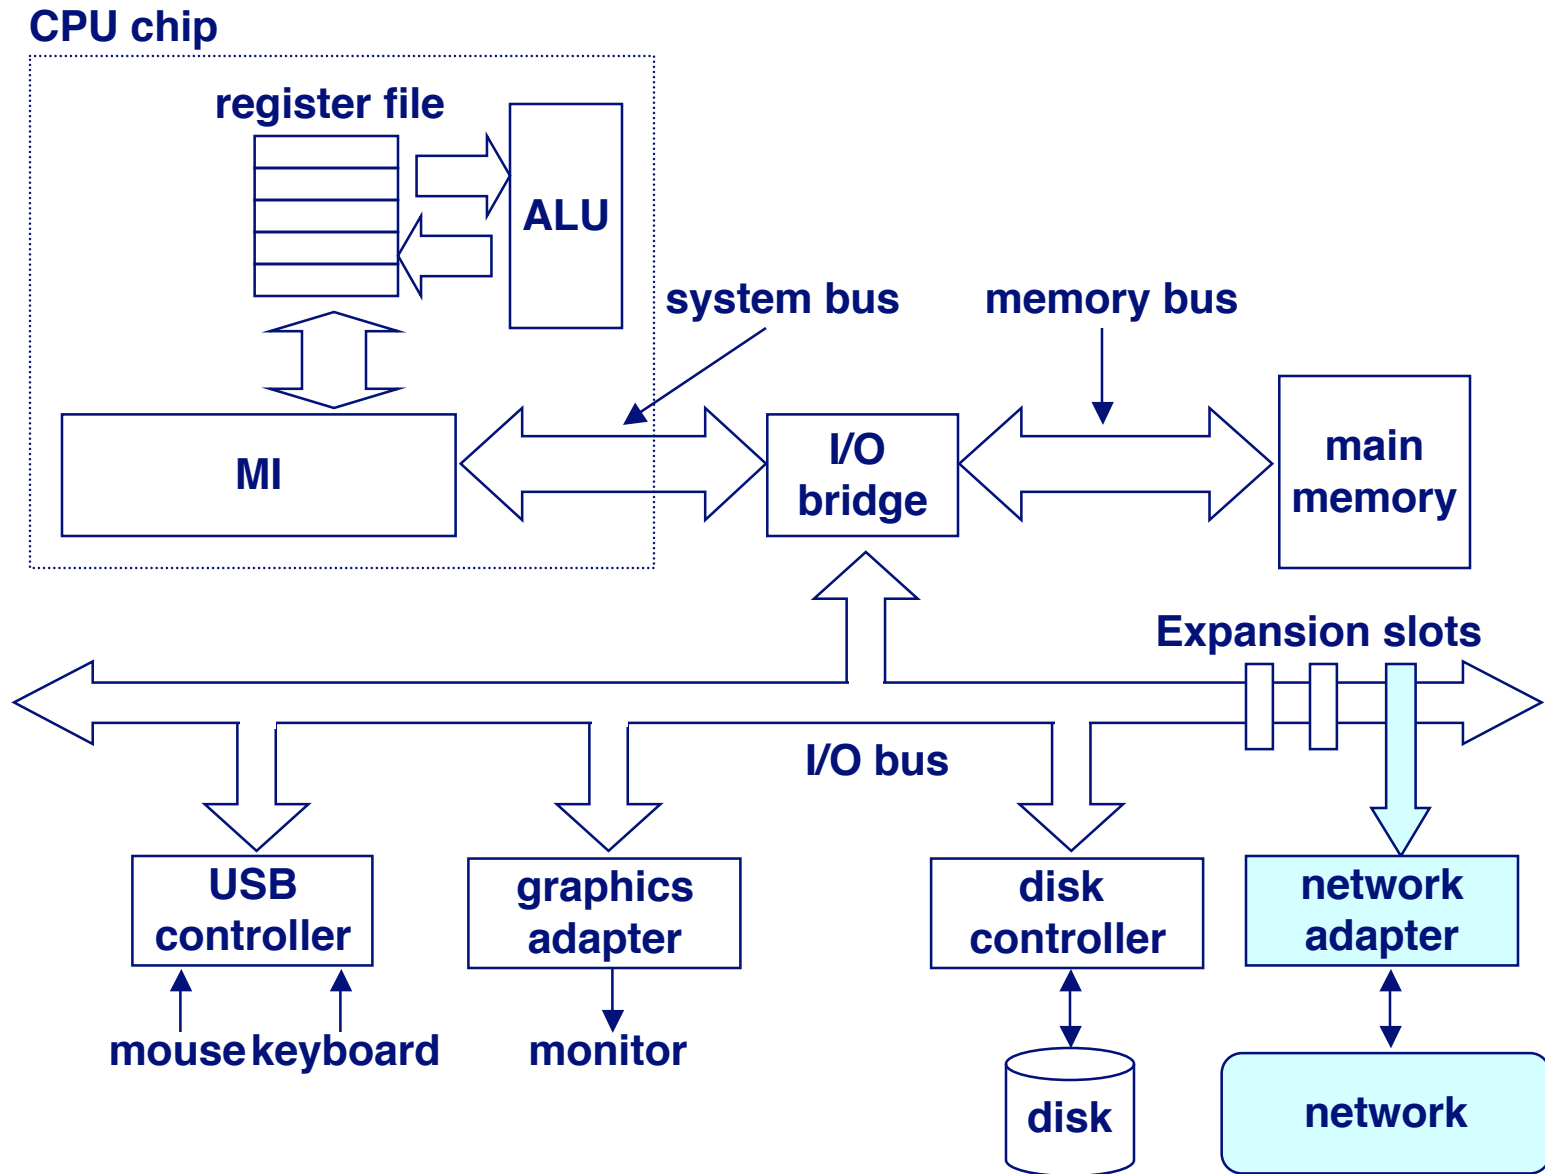 CPU chip
register file
ALU
system bus
memory bus
MI
I/O
bridge
main
memory
Expansion slots
I/O bus
USB
controller
graphics
adapter
disk
controller
network
adapter
mouse keyboard
monitor
disk
network